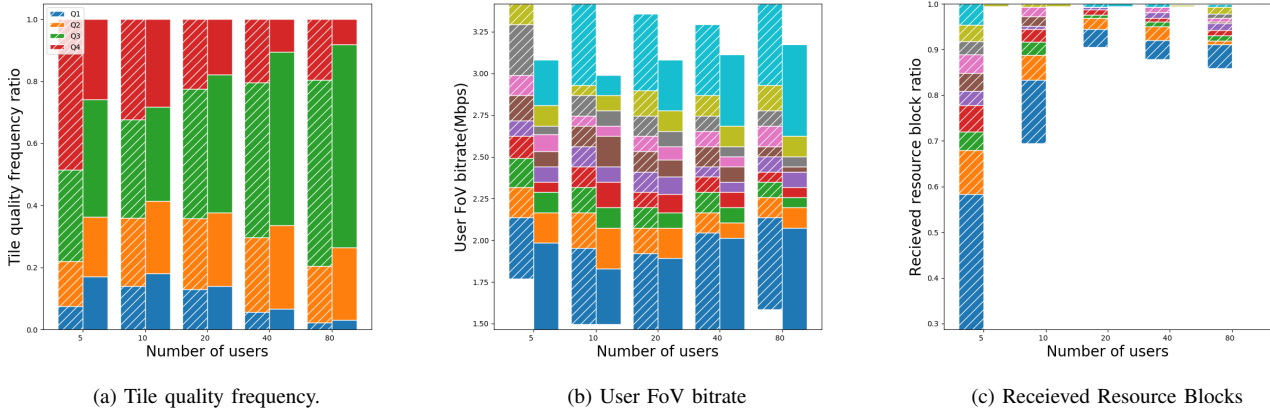 Tile quality frequency ratio
1.0
0.8
0.6
0.4
0.2
0.0
Q1
Q2
Q3
Q4
5 10 20 40 80
Number of users
(a) Tile quality frequency.
User FoV bitrate(Mbps)
3.25
3.00
2.75
2.50
2.25
2.00
1.75
1.50
5 10 20 40 80
Number of users
(b) User FoV bitrate
Recieved resource block ratio
1.0
0.9
0.8
0.7
0.6
0.5
0.4
0.3
5 10 20 40 80
Number of users
(c) Receieved Resource Blocks